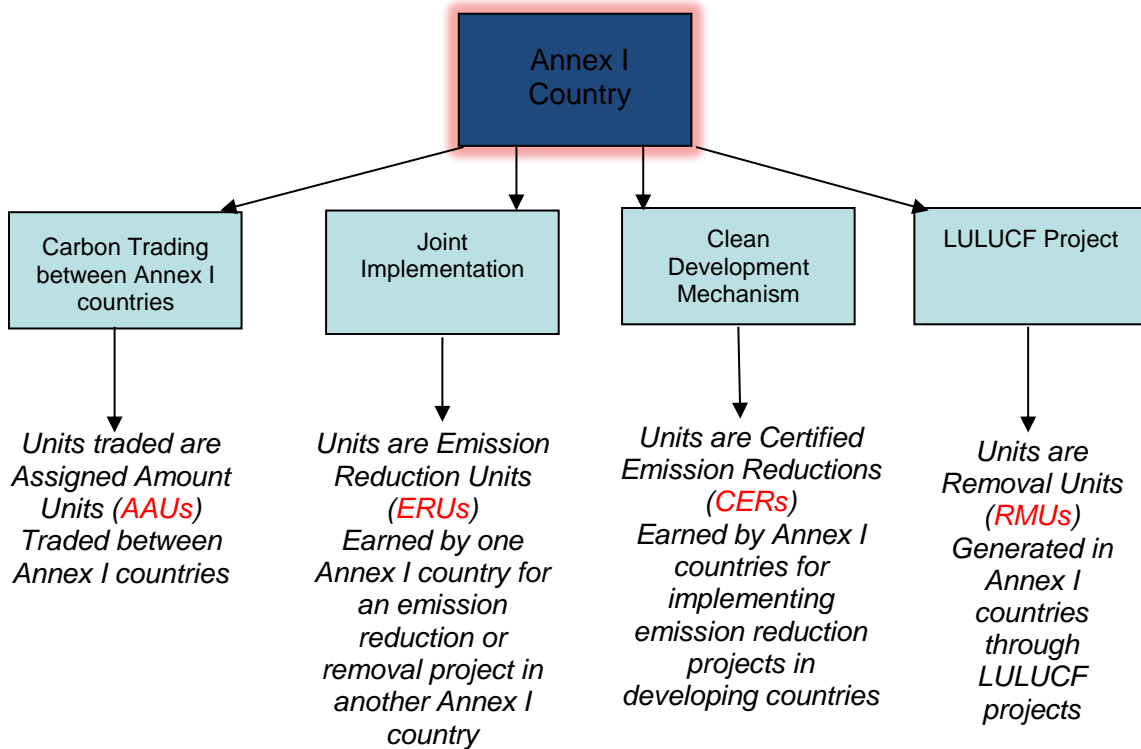 Annex I
Country
Carbon Trading
between Annex I
countries
Joint
Implementation
Clean
Development
Mechanism
LULUCF Project
Units traded are
Assigned Amount
Units (AAUs)
Traded between
Annex I countries
Units are Emission
Reduction Units
(ERUs)
Earned by one
Annex I country for
an emission
reduction or
removal project in
another Annex I
country
Units are Certified
Emission Reductions
(CERs)
Earned by Annex I
countries for
implementing
emission reduction
projects in
developing countries
Units are
Removal Units
(RMUs)
Generated in
Annex I
countries
through
LULUCF
projects